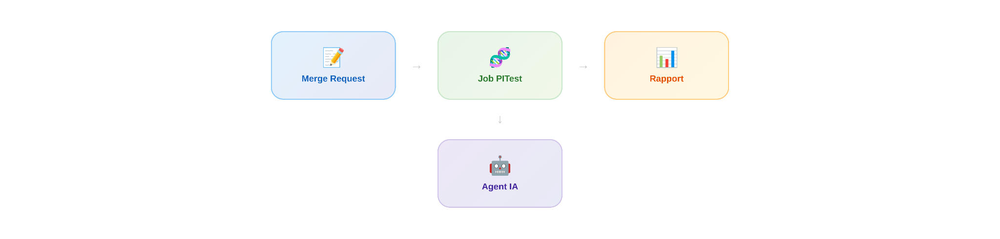 Merge Request
→
Job PITest
→
Rapport
↓
Agent IA